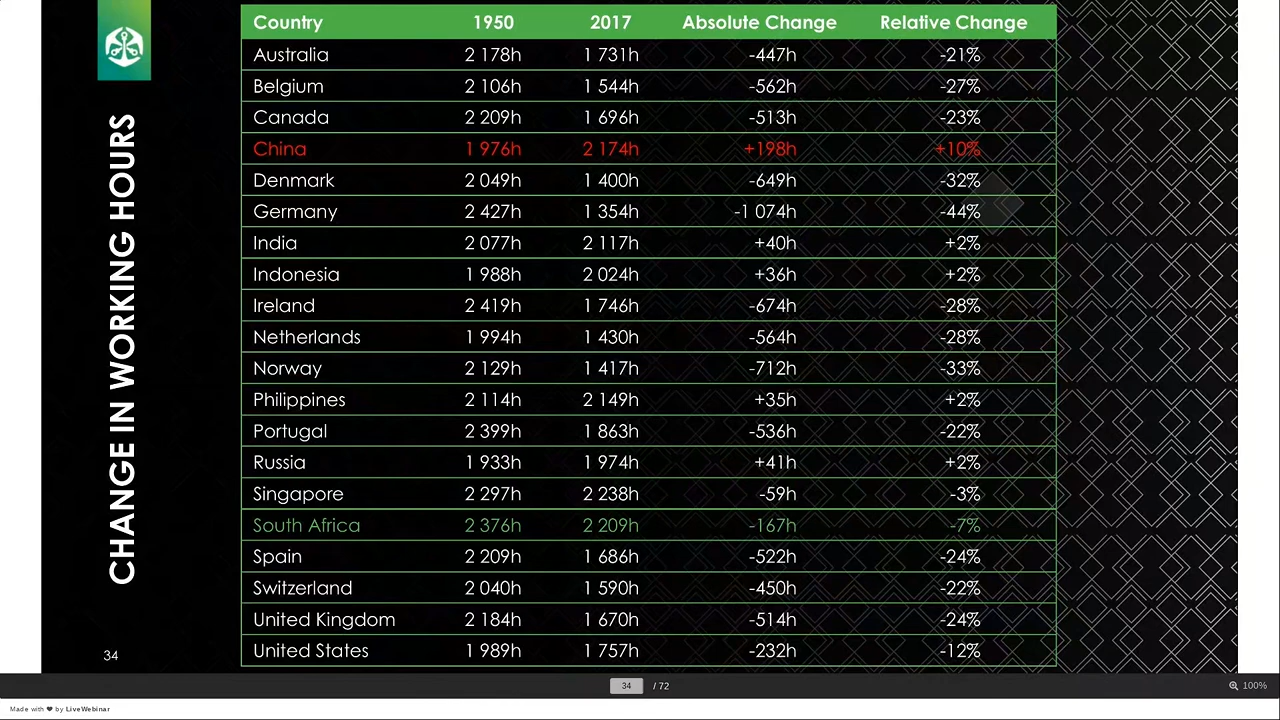 CHANGE IN WORKING HOURS
Country 1950 2017 Absolute Change Relative Change
Australia 2 178h 1 731h -447h -21%
Belgium 2 106h 1 544h -562h -27%
Canada 2 209h 1 696h -513h -23%
China 1 976h 2 174h +198h +10%
Denmark 2 049h 1 400h -649h -32%
Germany 2 427h 1 354h -1 074h -44%
India 2 077h 2 117h +40h +2%
Indonesia 1 988h 2 024h +36h +2%
Ireland 2 419h 1 746h -674h -28%
Netherlands 1 994h 1 430h -564h -28%
Norway 2 129h 1 417h -712h -33%
Philippines 2 114h 2 149h +35h +2%
Portugal 2 399h 1 863h -536h -22%
Russia 1 933h 1 974h +41h +2%
Singapore 2 297h 2 238h -59h -3%
South Africa 2 376h 2 209h -167h -7%
Spain 2 209h 1 686h -522h -24%
Switzerland 2 040h 1 590h -450h -22%
United Kingdom 2 184h 1 670h -514h -24%
United States 1 989h 1 757h -232h -12%
34
34 / 72
100%
Made with ❤ by LiveWebinar